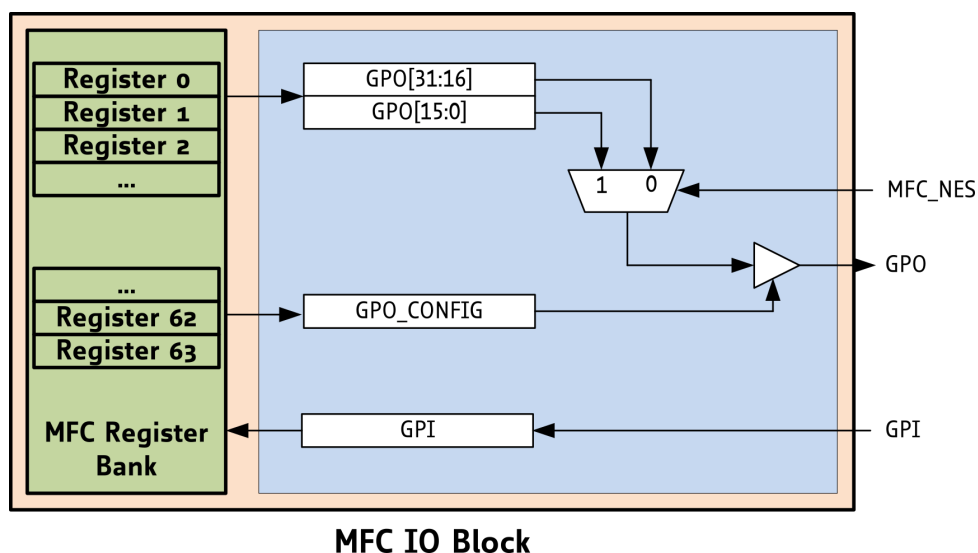 Register 0
Register 1
Register 2
...
...
Register 62
Register 63
MFC Register
Bank
GPO[31:16]
GPO[15:0]
1 0
MFC_NES
GPO
GPO_CONFIG
GPI
GPI
MFC IO Block